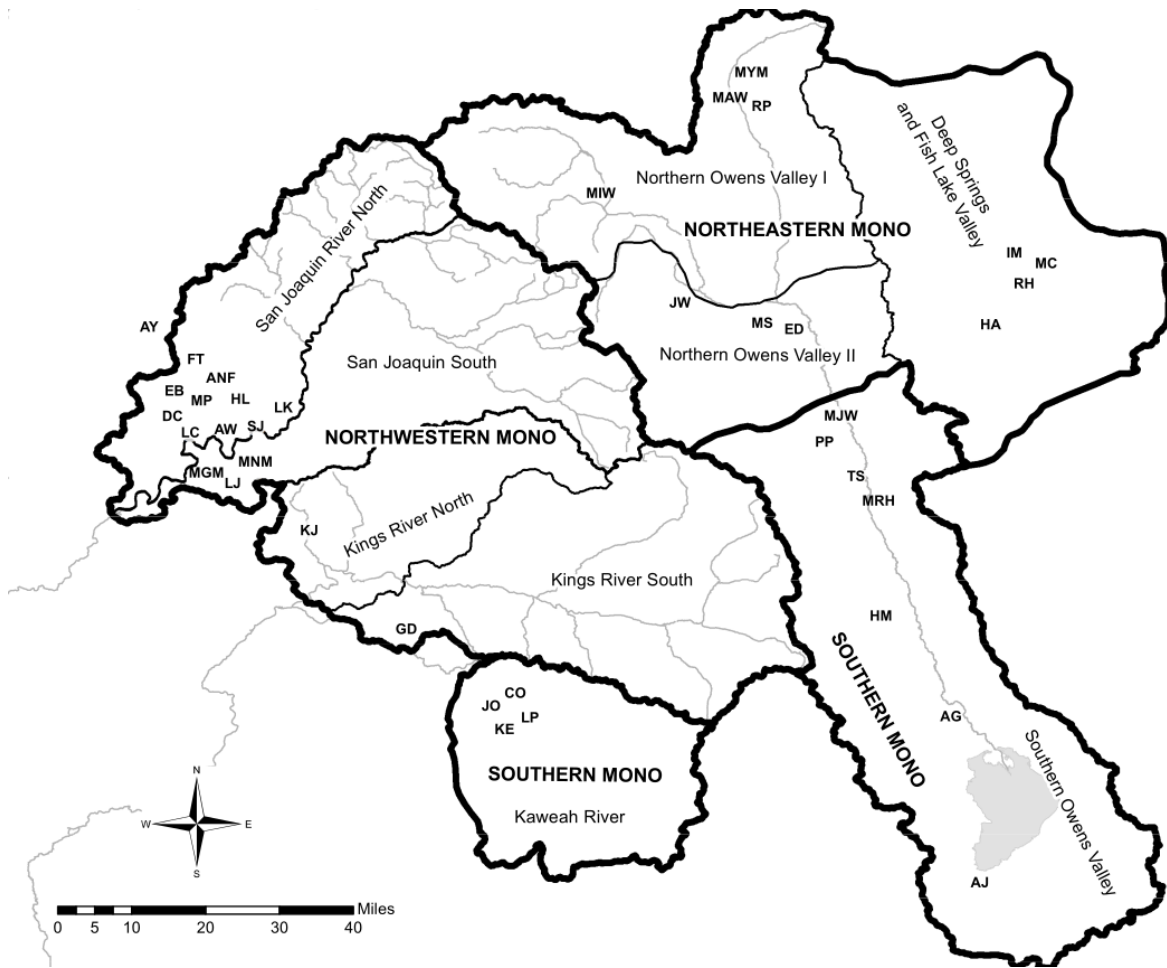 MYM
MAW
RP
Deep Springs
and Fish Lake Valley
Northern Owens Valley I
MIW
San Joaquin River North
NORTHEASTERN MONO
IM
MC
RH
JW
AY
MS
ED
HA
FT
San Joaquin South
Northern Owens Valley II
ANF
EB
MP
HL
LK
DC
MJW
LC
AW
SJ
NORTHWESTERN MONO
PP
MNM
MGM
LJ
TS
MRH
KJ
Kings River North
Kings River South
HM
GD
SOUTHERN MONO
CO
JO
LP
KE
AG
Southern Owens Valley
SOUTHERN MONO
Kaweah River
N
W
E
S
AJ
Miles
0 5 10 20 30 40